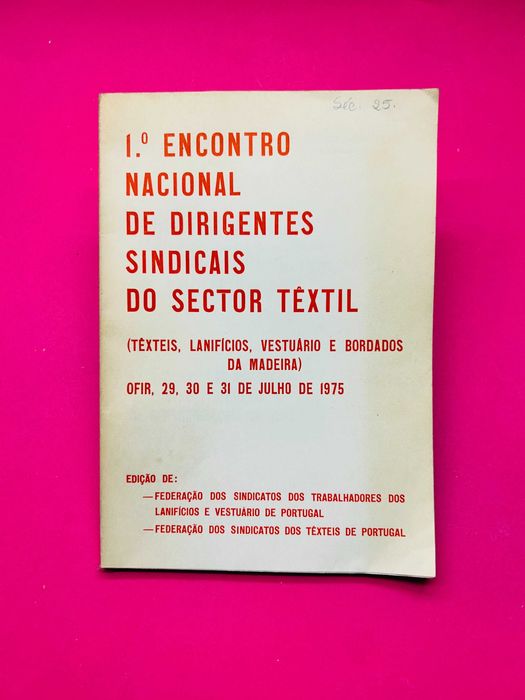 Séc. 25.
1.º ENCONTRO
NACIONAL
DE DIRIGENTES
SINDICAIS
DO SECTOR TÊXTIL
(TÊXTEIS, LANIFÍCIOS, VESTUÁRIO E BORDADOS
DA MADEIRA)
OFIR, 29, 30 E 31 DE JULHO DE 1975
EDIÇÃO DE:
—FEDERAÇÃO DOS SINDICATOS DOS TRABALHADORES DOS
LANIFÍCIOS E VESTUÁRIO DE PORTUGAL
—FEDERAÇÃO DOS SINDICATOS DOS TÊXTEIS DE PORTUGAL